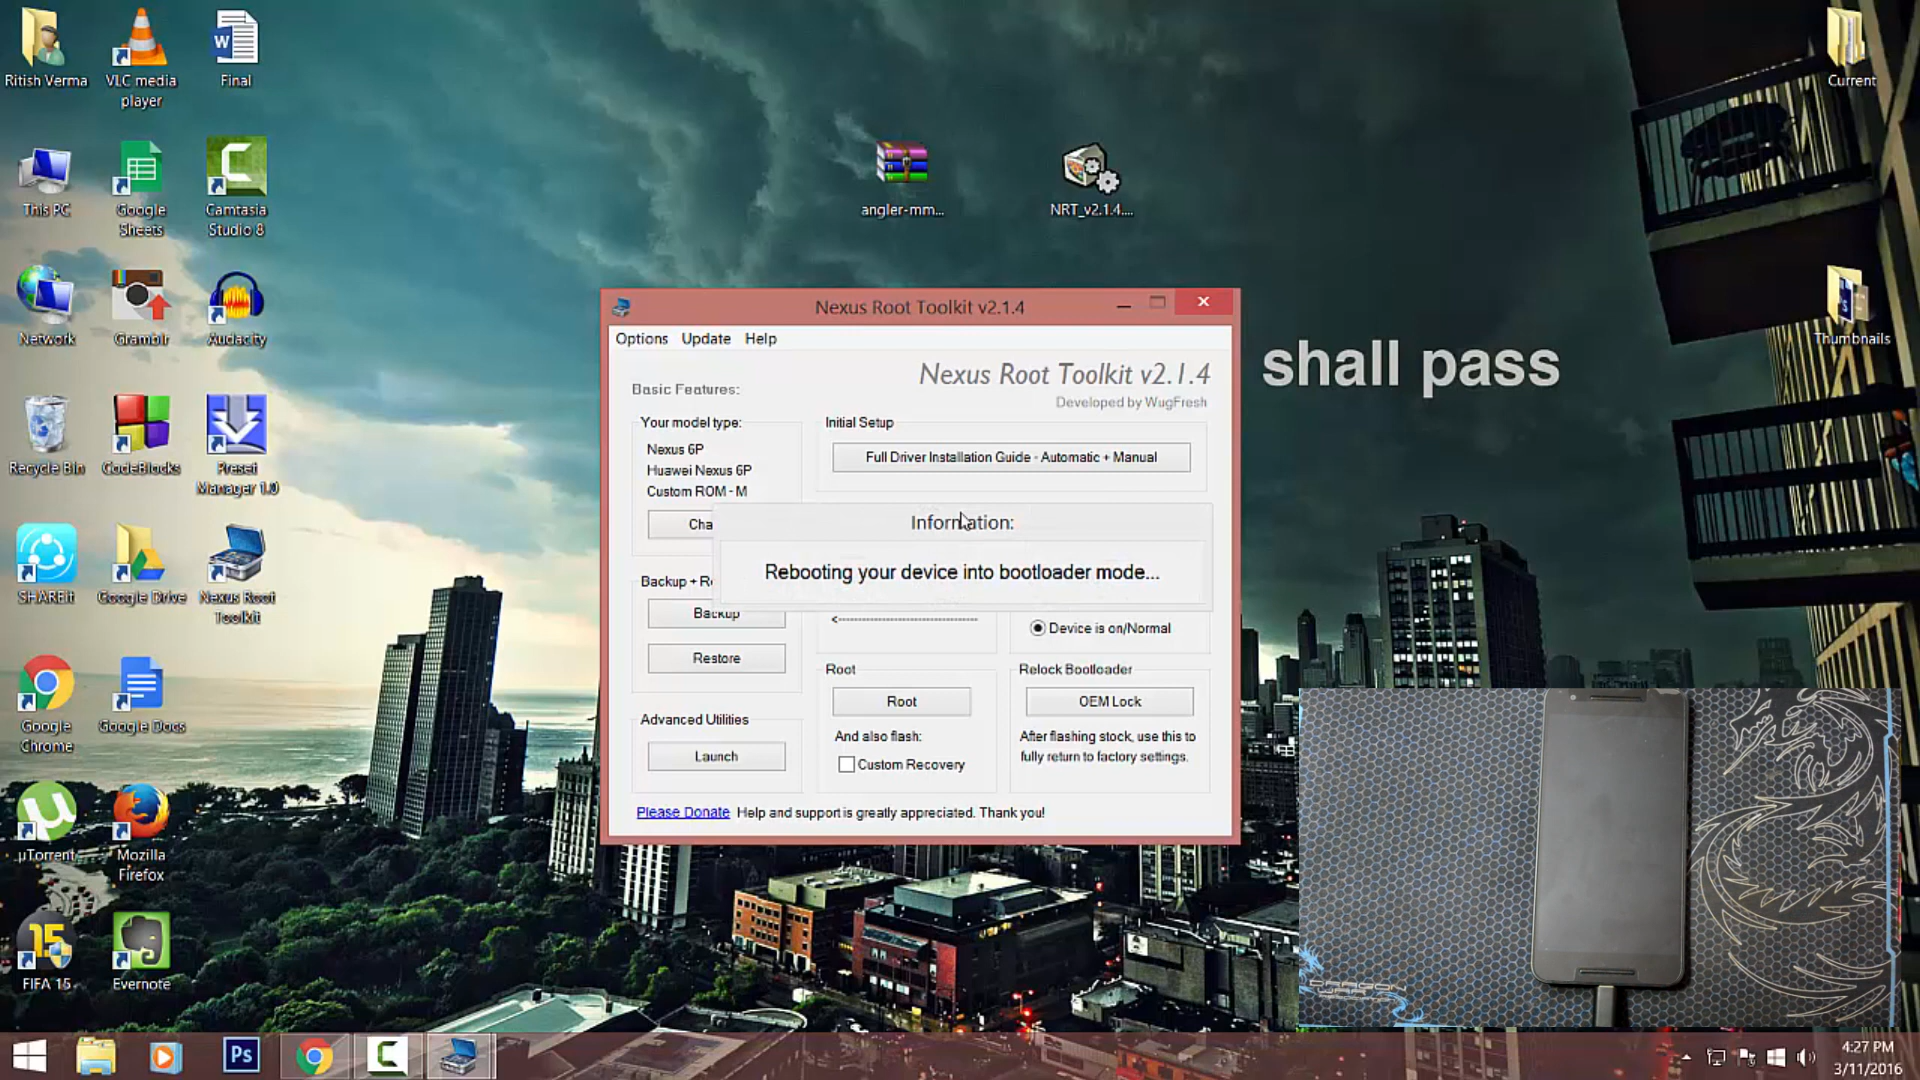 Ritish Verma
VLC media
player
Final
Current
This PC
Google
Sheets
Camtasia
Studio 8
angler-mm...
NRT_v2.1.4....
Network
Gramblr
Audacity
Thumbnails
shall pass
Recycle Bin
CodeBlocks
Preset
Manager 1.0
SHAREit
Google Drive
Nexus Root
Toolkit
Google
Chrome
Google Docs
µTorrent
Mozilla
Firefox
15
FIFA 15
Evernote
Nexus Root Toolkit v2.1.4
Options Update Help
Nexus Root Toolkit v2.1.4
Developed by WugFresh
Basic Features:
Your model type:
Nexus 6P
Huawei Nexus 6P
Custom ROM - M
Cha
Initial Setup
Full Driver Installation Guide - Automatic + Manual
Information:
Rebooting your device into bootloader mode...
Backup + Re
Backup
Restore
<------------------------------
Device is on/Normal
Advanced Utilities
Launch
Root
Root
And also flash:
Custom Recovery
Relock Bootloader
OEM Lock
After flashing stock, use this to
fully return to factory settings.
Please Donate Help and support is greatly appreciated. Thank you!
DRAGON
WAR
Ps
4:27 PM
3/11/2016